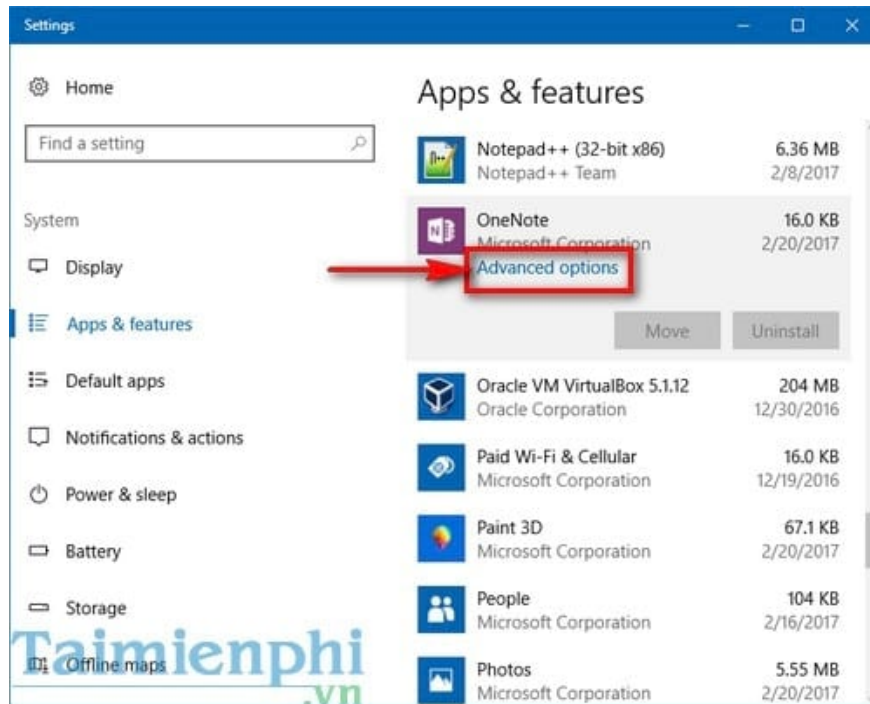 Settings
Home
Find a setting
System
Display
Apps & features
Default apps
Notifications & actions
Power & sleep
Battery
Storage
Offline maps
Apps & features
Notepad++ (32-bit x86) 6.36 MB
Notepad++ Team 2/8/2017
OneNote 16.0 KB
Microsoft Corporation 2/20/2017
Advanced options
Move Uninstall
Oracle VM VirtualBox 5.1.12 204 MB
Oracle Corporation 12/30/2016
Paid Wi-Fi & Cellular 16.0 KB
Microsoft Corporation 12/19/2016
Paint 3D 67.1 KB
Microsoft Corporation 2/20/2017
People 104 KB
Microsoft Corporation 2/16/2017
Photos 5.55 MB
Microsoft Corporation 2/20/2017
Taimienphi
.vn